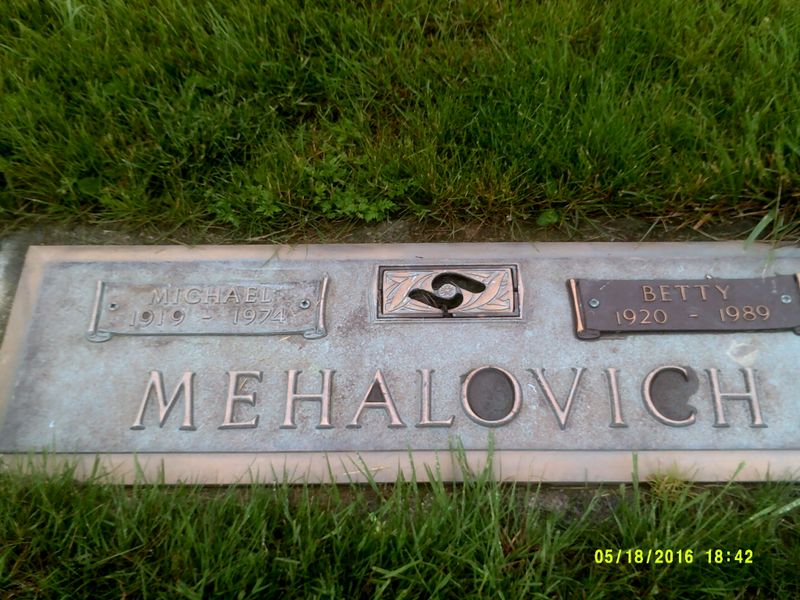 MICHAEL
1919 - 1974
BETTY
1920 - 1989
MEHALOVICH
05/18/2016 18:42